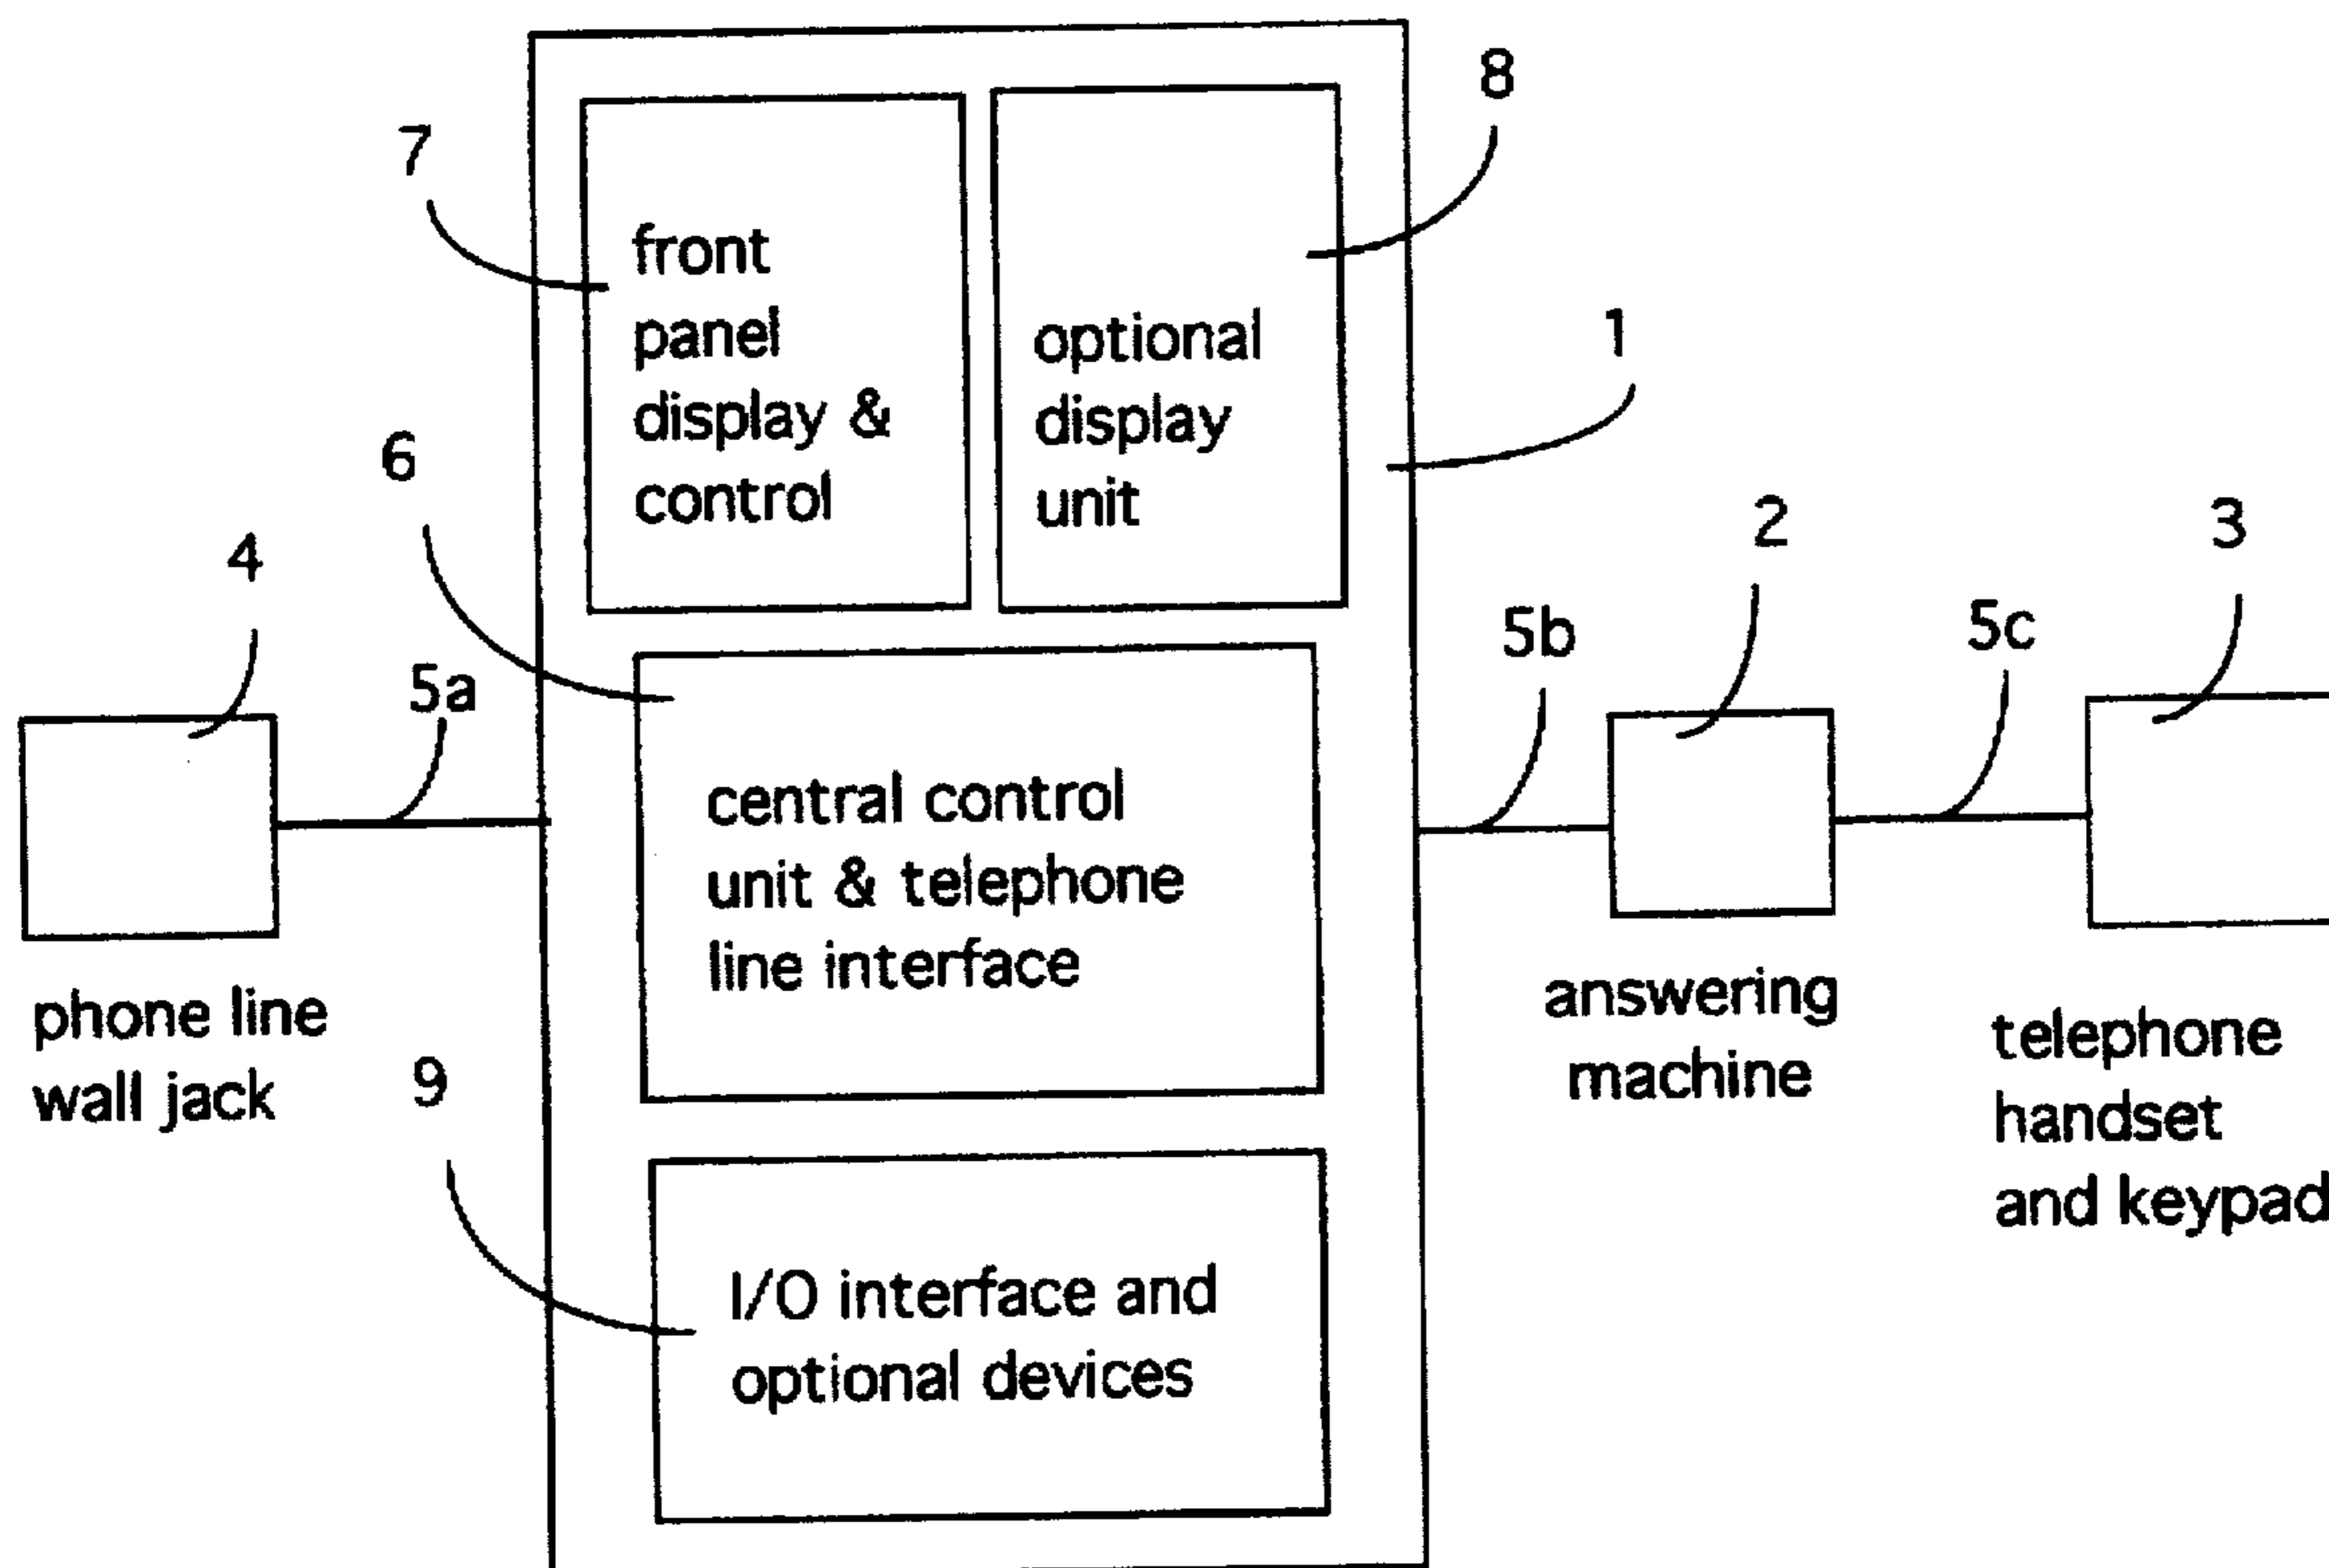 8
7
front
panel
display &
control
optional
display
unit
1
6
4
2
3
5b
5c
5a
central control
unit & telephone
line interface
phone line
wall jack
answering
machine
telephone
handset
and keypad
9
I/O interface and
optional devices